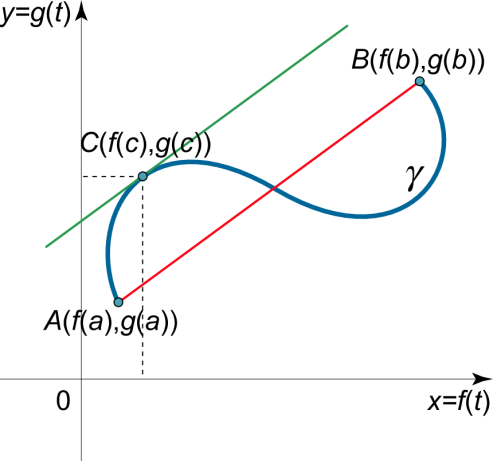 y=g(t)
B(f(b),g(b))
C(f(c),g(c))
γ
A(f(a),g(a))
0
x=f(t)